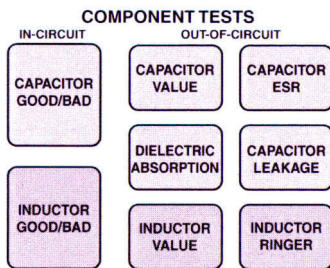 COMPONENT TESTS
IN-CIRCUIT
OUT-OF-CIRCUIT
CAPACITOR
GOOD/BAD
INDUCTOR
GOOD/BAD
CAPACITOR
VALUE
CAPACITOR
ESR
DIELECTRIC
ABSORPTION
CAPACITOR
LEAKAGE
INDUCTOR
VALUE
INDUCTOR
RINGER